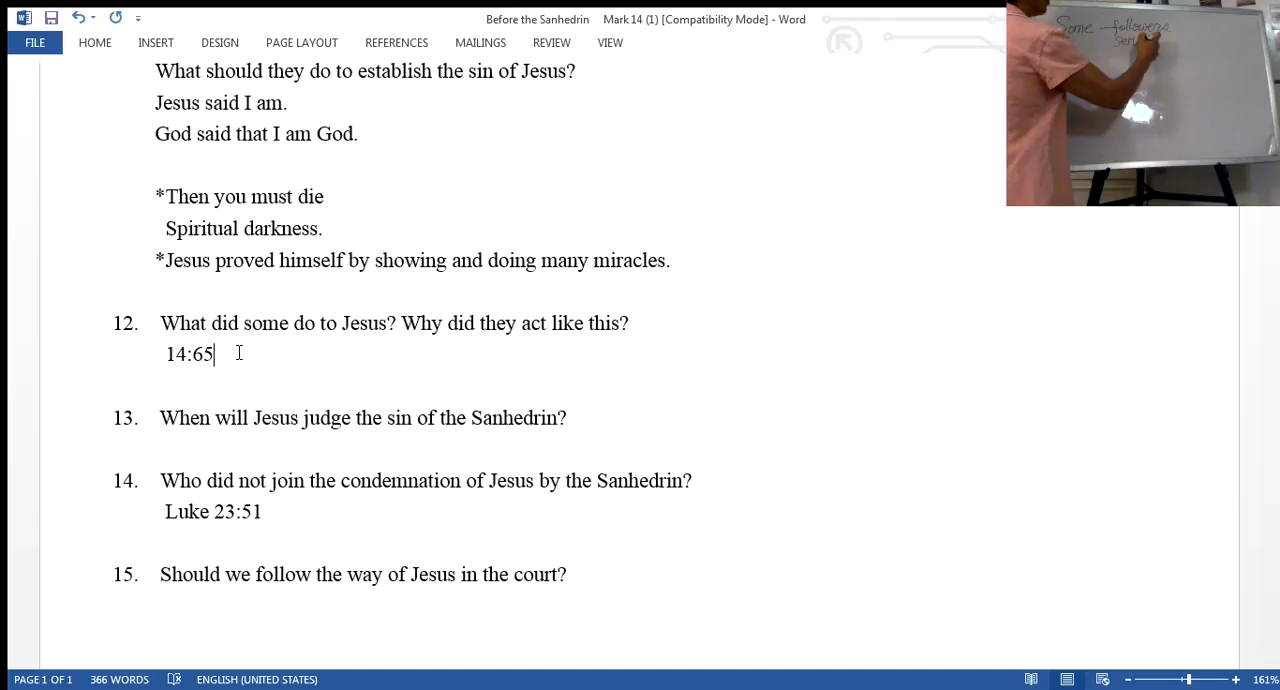 Before the Sanhedrin Mark 14 (1) [Compatibility Mode] - Word
FILE HOME INSERT DESIGN PAGE LAYOUT REFERENCES MAILINGS REVIEW VIEW
Some followers
What should they do to establish the sin of Jesus?
Jesus said I am.
God said that I am God.
*Then you must die
Spiritual darkness.
*Jesus proved himself by showing and doing many miracles.
12. What did some do to Jesus? Why did they act like this?
14:65
13. When will Jesus judge the sin of the Sanhedrin?
14. Who did not join the condemnation of Jesus by the Sanhedrin?
Luke 23:51
15. Should we follow the way of Jesus in the court?
PAGE 1 OF 1 366 WORDS ENGLISH (UNITED STATES) 161%